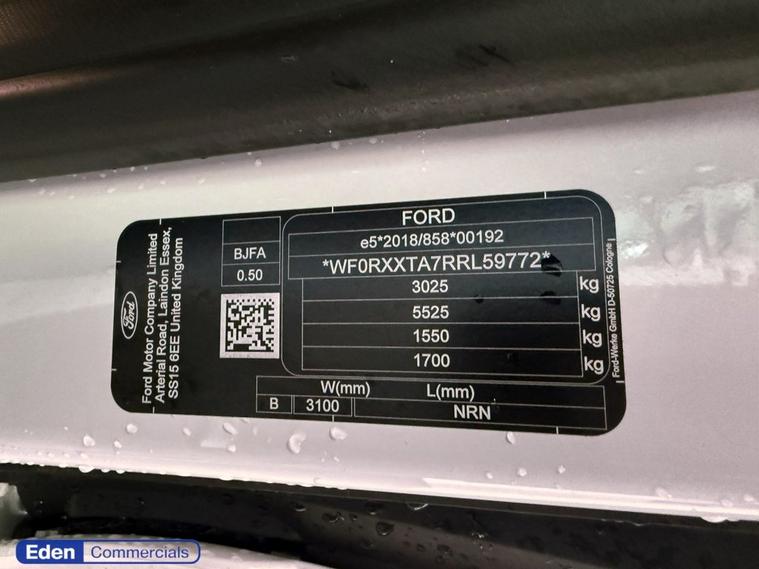 FORD
e5*2018/858*00192
*WF0RXXTA7RRL59772*
3025 kg
5525 kg
1550 kg
1700 kg
BJFA
0.50
Ford
Ford Motor Company Limited
Arterial Road, Laindon Essex,
SS15 6EE United Kingdom
W(mm) L(mm)
B 3100 NRN
Ford-Werke GmbH D-50725 Cologne
Eden Commercials